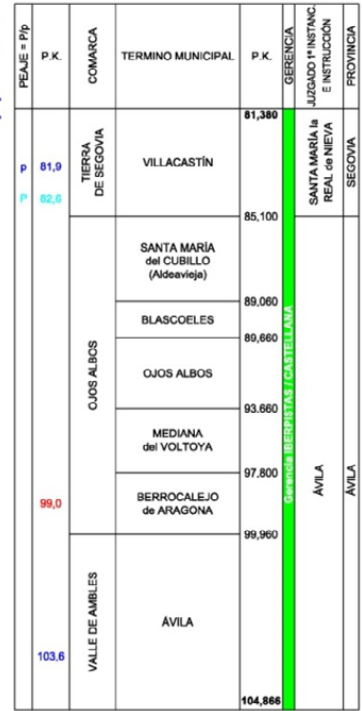 PEAJE = P/p
P.K.
COMARCA
TERMINO MUNICIPAL
P.K.
GERENCIA
JUZGADO 1ª INSTANC.
E INSTRUCCIÓN
PROVINCIA
81,380
p 81,9
P 82,6
TIERRA
DE SEGOVIA
VILLACASTÍN
SANTA MARÍA la
REAL de NIEVA
SEGOVIA
85,100
SANTA MARÍA
del CUBILLO
(Aldeavieja)
89,060
BLASCOELES
89,660
OJOS ALBOS
OJOS ALBOS
93.660
MEDIANA
del VOLTOYA
97,800
Gerencia IBERPISTAS / CASTELLANA
ÁVILA
ÁVILA
99,0
BERROCALEJO
de ARAGONA
99,960
VALLE DE AMBLES
ÁVILA
103,6
104,866